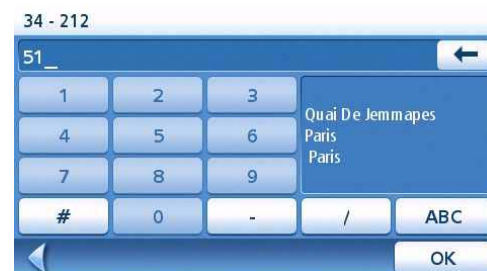 34 - 212
51_
1 2 3
Quai De Jemmapes
4 5 6
Paris
Paris
7 8 9
# 0 - / ABC
OK